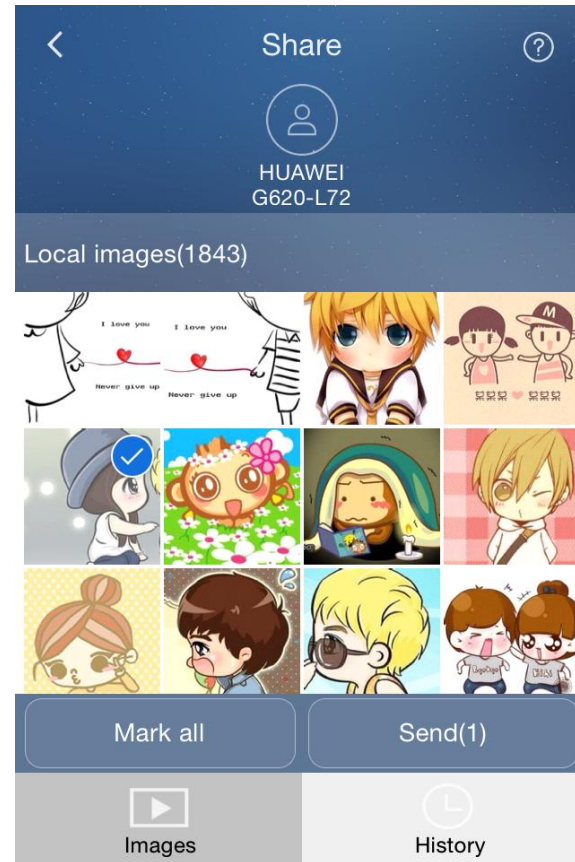 Share
?
HUAWEI
G620-L72
Local images(1843)
I love you
Never give up
I love you
Never give up
M
Mark all
Send(1)
Images
History